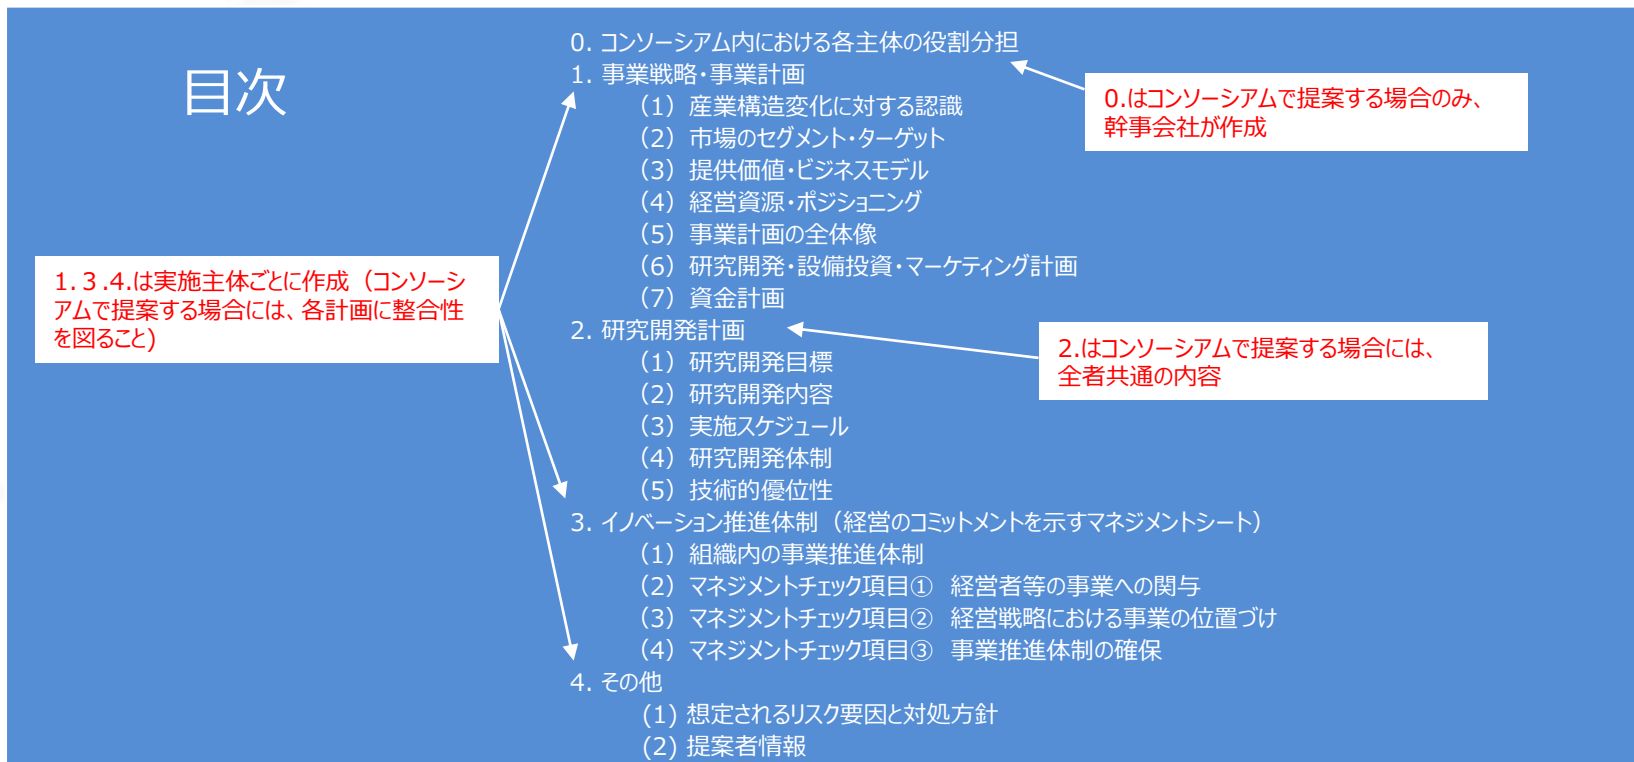 目次
0. コンソーシアム内における各主体の役割分担
1. 事業戦略・事業計画
（1）産業構造変化に対する認識
（2）市場のセグメント・ターゲット
（3）提供価値・ビジネスモデル
（4）経営資源・ポジショニング
（5）事業計画の全体像
（6）研究開発・設備投資・マーケティング計画
（7）資金計画
2. 研究開発計画
（1）研究開発目標
（2）研究開発内容
（3）実施スケジュール
（4）研究開発体制
（5）技術的優位性
3. イノベーション推進体制（経営のコミットメントを示すマネジメントシート）
（1）組織内の事業推進体制
（2）マネジメントチェック項目① 経営者等の事業への関与
（3）マネジメントチェック項目② 経営戦略における事業の位置づけ
（4）マネジメントチェック項目③ 事業推進体制の確保
4. その他
(1) 想定されるリスク要因と対処方針
(2) 提案者情報
0.はコンソーシアムで提案する場合のみ、
幹事会社が作成
1.3.4.は実施主体ごとに作成（コンソーシ
アムで提案する場合には、各計画に整合性
を図ること)
2.はコンソーシアムで提案する場合には、
全者共通の内容